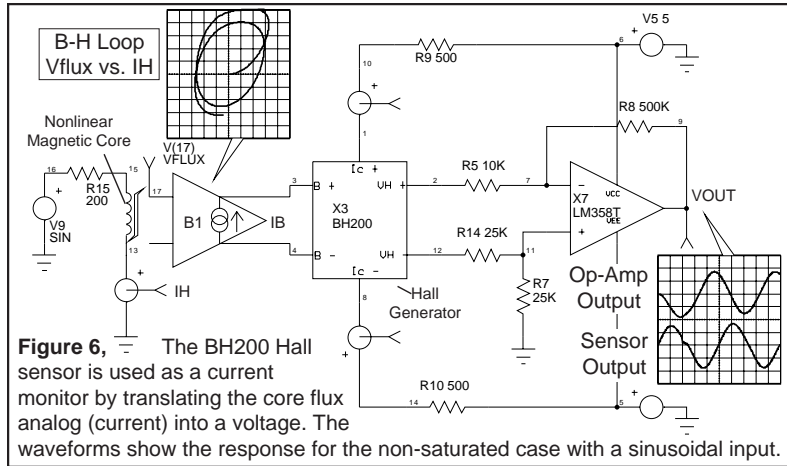 B-H Loop
Vflux vs. IH
Nonlinear
Magnetic Core
V(17)
VFLUX
16
R15
200
15
17
V9
SIN
13
IH
B1
IB
3
4
10
1
R9 500
V5 5
6
I c +
B +
VH +
X3
BH200
B -
VH -
I c -
2
12
8
R5 10K
R14 25K
7
11
R7
25K
R8 500K
9
X7
LM358T
VCC
VEE
VOUT
Hall
Generator
Op-Amp
Output
Sensor
Output
14
R10 500
5
Figure 6, The BH200 Hall
sensor is used as a current
monitor by translating the core flux
analog (current) into a voltage. The
waveforms show the response for the non-saturated case with a sinusoidal input.